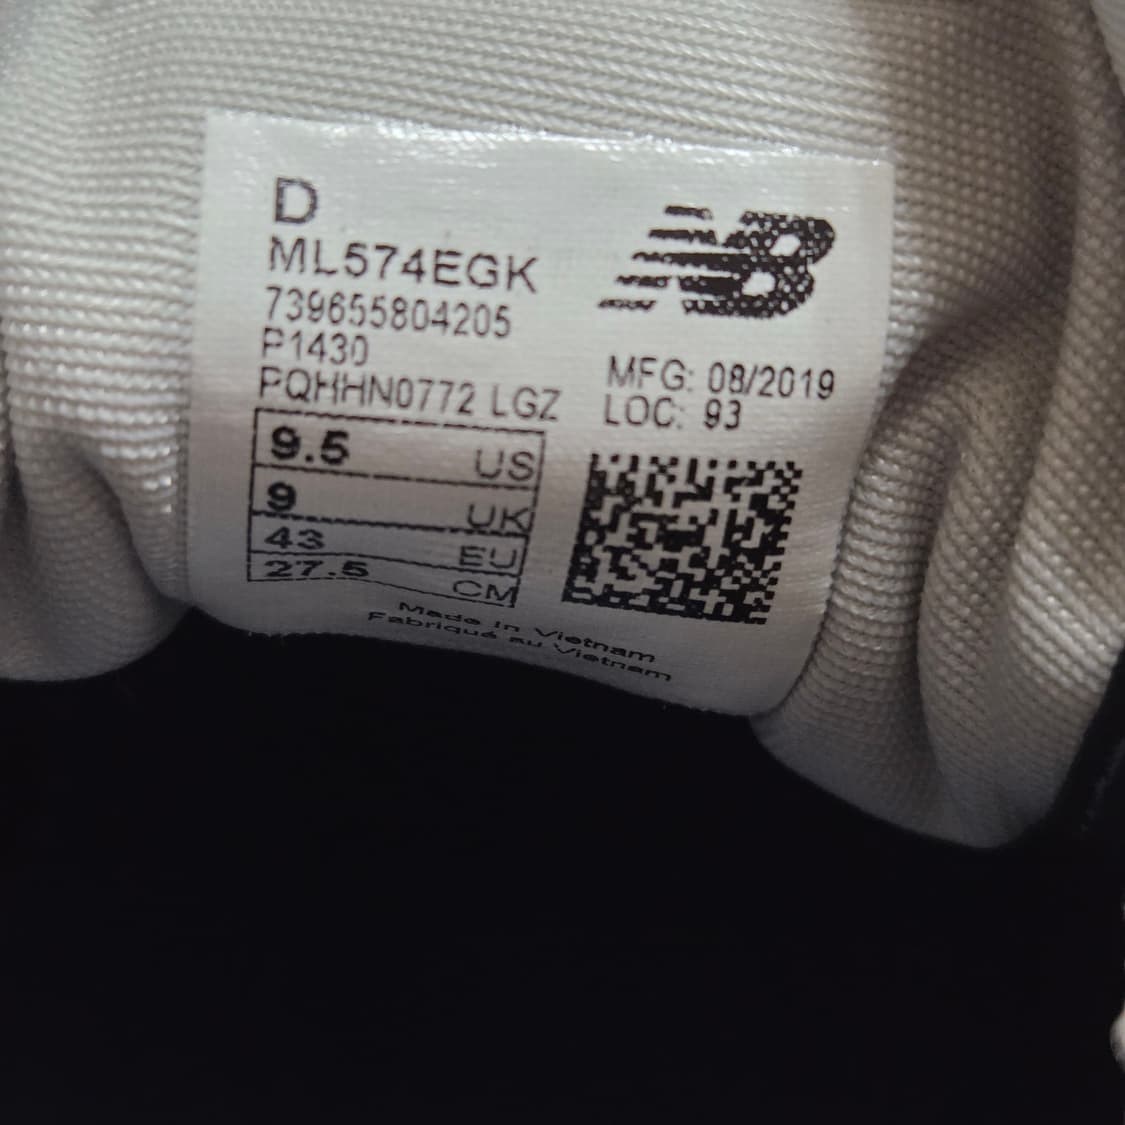 D
ML574EGK
739655804205
P1430
PQHHN0772 LGZ
9.5 US
9 UK
43 EU
27.5 CM
NB
MFG: 08/2019
LOC: 93
Made in Vietnam
Fabriqué au Vietnam